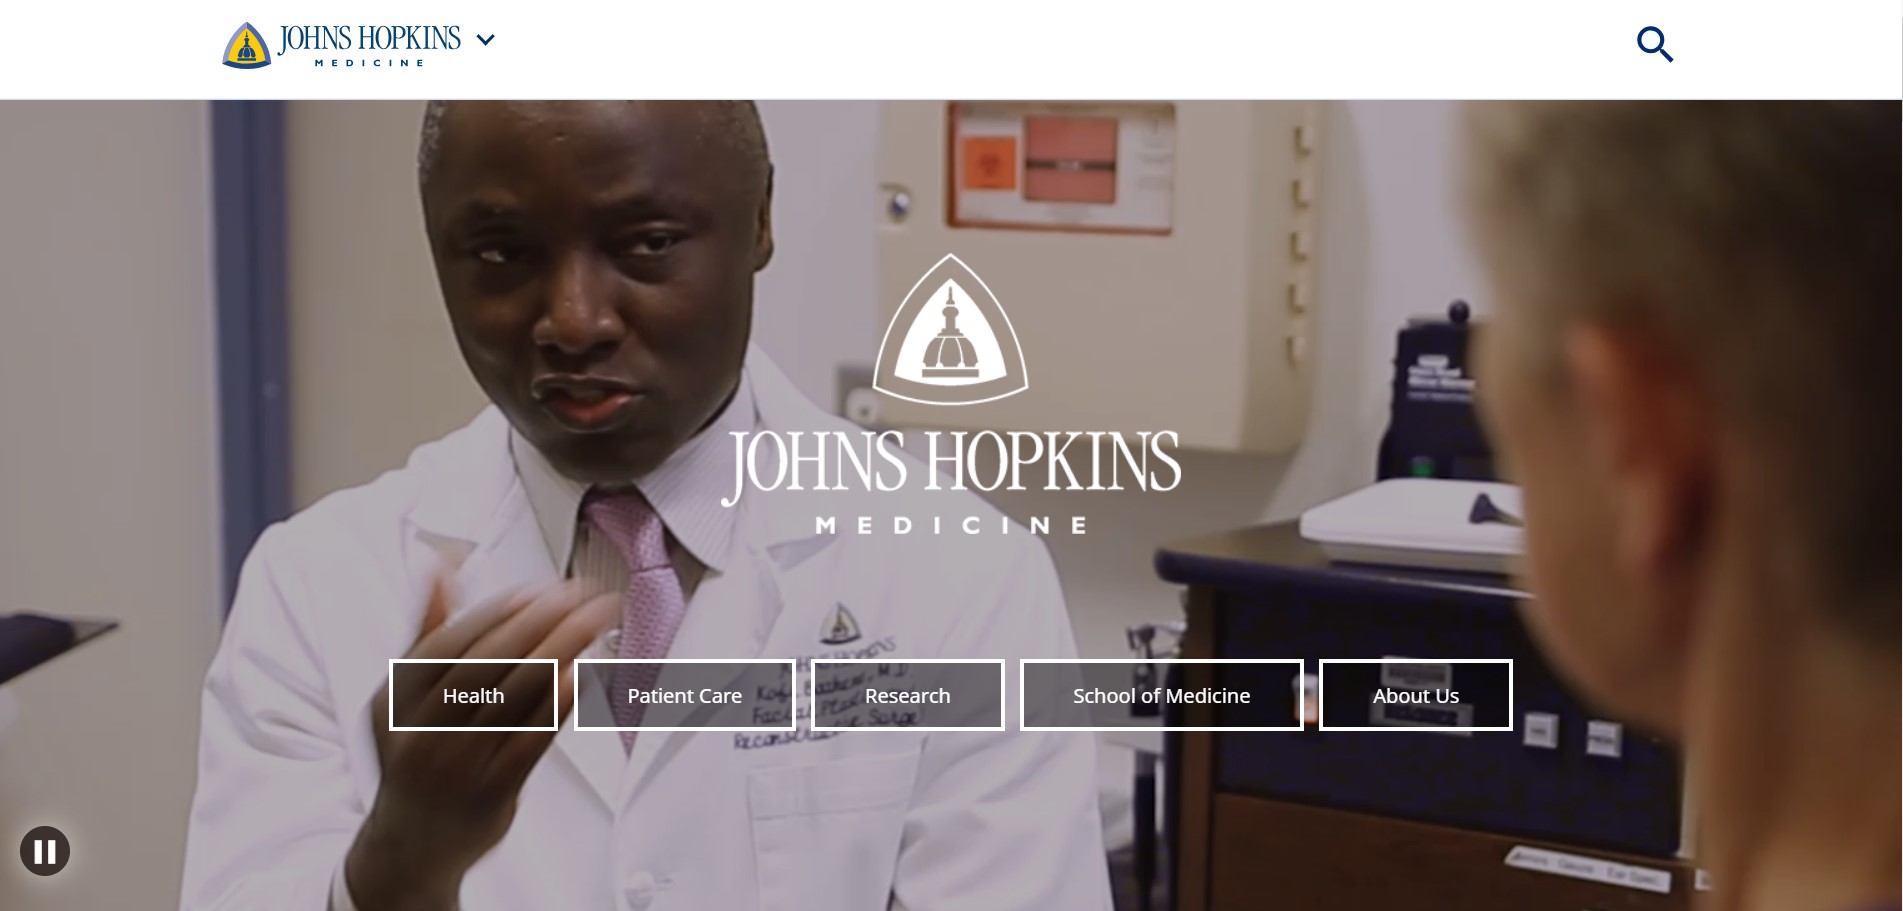 JOHNS HOPKINS
MEDICINE
JOHNS HOPKINS
MEDICINE
Health
Patient Care
Research
School of Medicine
About Us